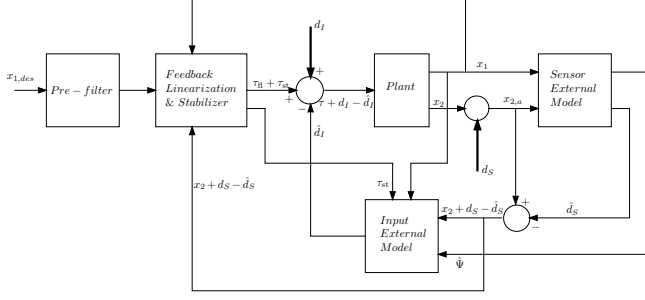 d_I
x_{1,des}
Pre-filter
Feedback
Linearization
& Stabilizer
τ_{fl} + τ_{st}
+
+
−
τ + d_I − \hat{d}_I
Plant
x_1
x_2
x_{2,a}
Sensor
External
Model
\hat{d}_I
d_S
x_2 + d_S − \hat{d}_S
τ_{st}
Input
External
Model
x_2 + d_S − \hat{d}_S
+
−
\hat{d}_S
\hat{Ψ}